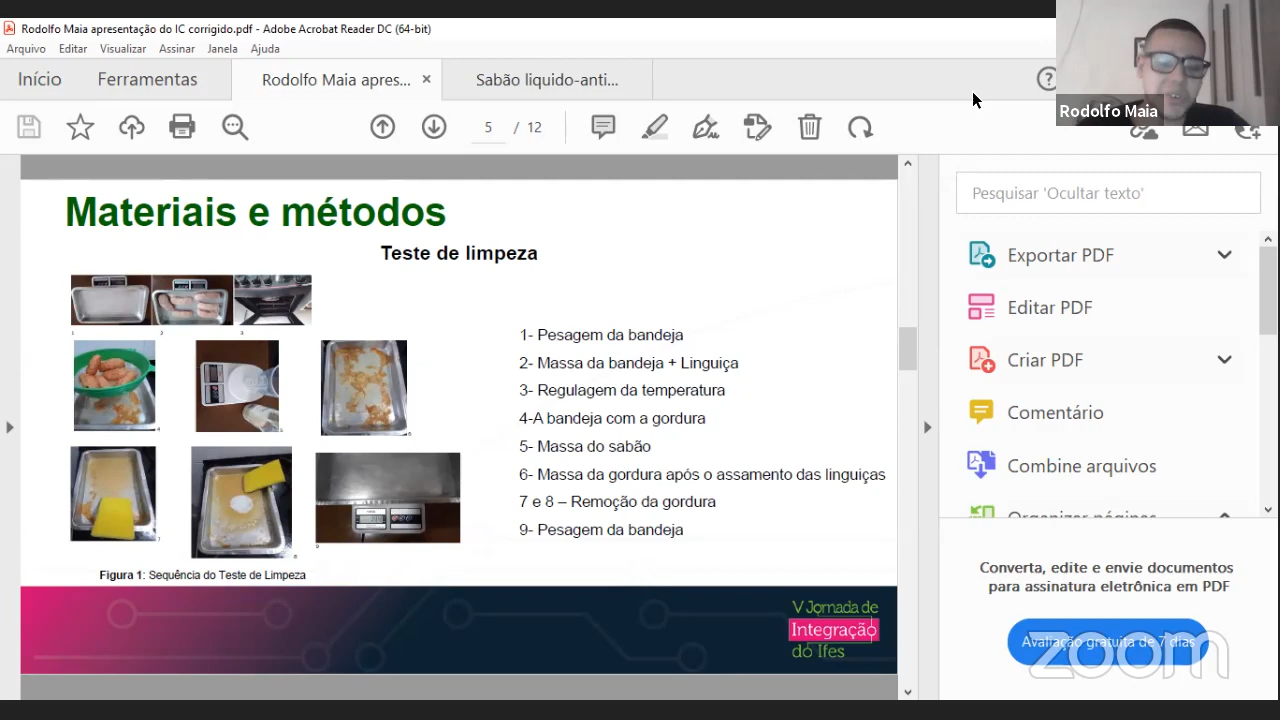 Rodolfo Maia apresentação do IC corrigido.pdf - Adobe Acrobat Reader DC (64-bit)
Arquivo Editar Visualizar Assinar Janela Ajuda
Início Ferramentas Rodolfo Maia apres... × Sabão liquido-anti...
5 / 12
Rodolfo Maia
Materiais e métodos
Teste de limpeza
1- Pesagem da bandeja
2- Massa da bandeja + Linguiça
3- Regulagem da temperatura
4-A bandeja com a gordura
5- Massa do sabão
6- Massa da gordura após o assamento das linguiças
7 e 8 – Remoção da gordura
9- Pesagem da bandeja
Figura 1: Sequência do Teste de Limpeza
V Jornada de
Integração
do Ifes
Pesquisar 'Ocultar texto'
Exportar PDF
Editar PDF
Criar PDF
Comentário
Combine arquivos
Organizar páginas
Converta, edite e envie documentos
para assinatura eletrônica em PDF
Avaliação gratuita de 7 dias
zoom